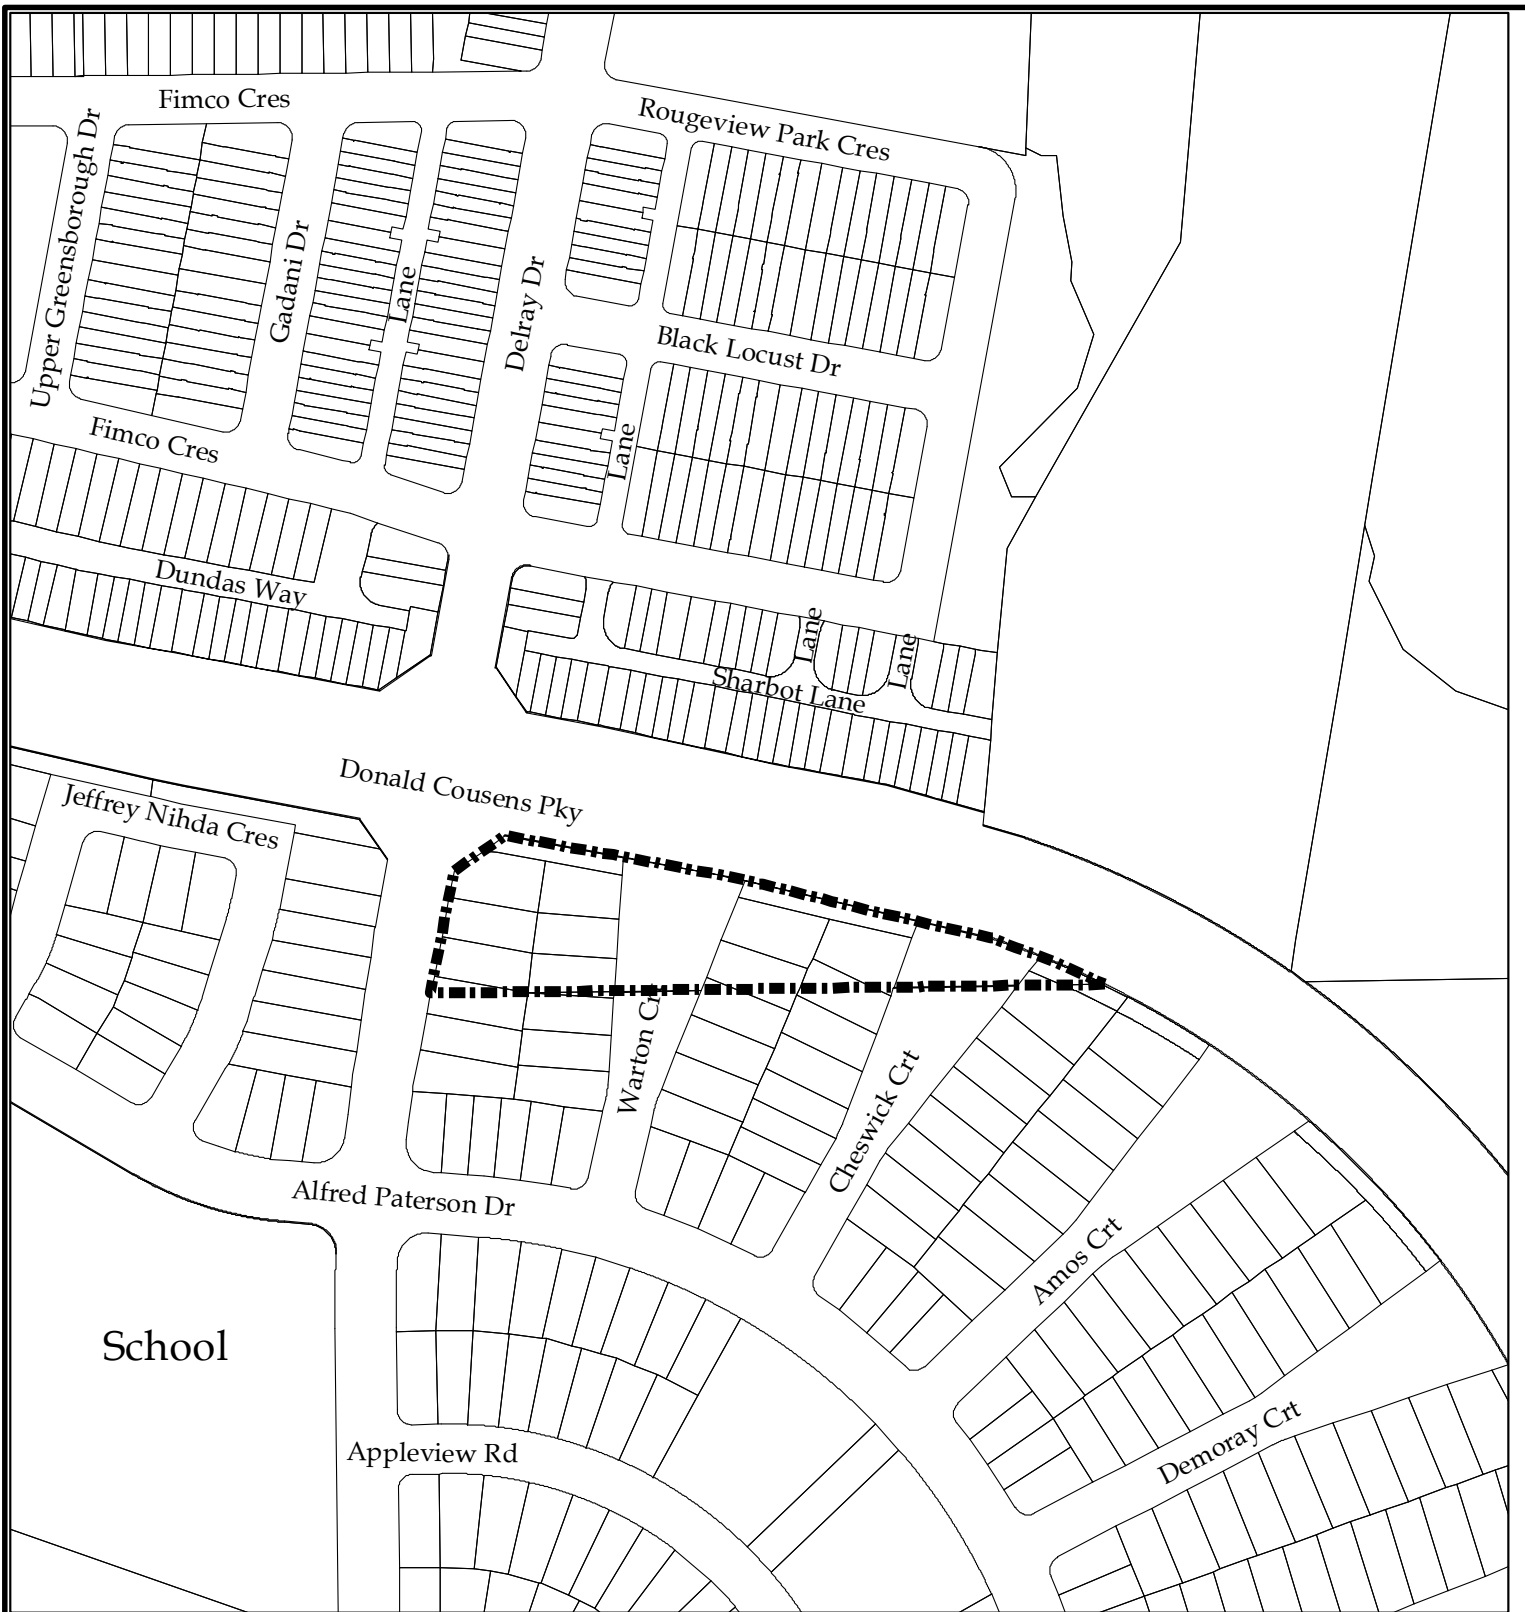 Fimco Cres
Rougeview Park Cres
Upper Greensborough Dr
Gadani Dr
Lane
Delray Dr
Black Locust Dr
Fimco Cres
Lane
Dundas Way
Lane
Lane
Sharbot Lane
Donald Cousens Pky
Jeffrey Nihda Cres
Warton Crt
Cheswick Crt
Alfred Paterson Dr
Amos Crt
School
Demoray Crt
Appleview Rd